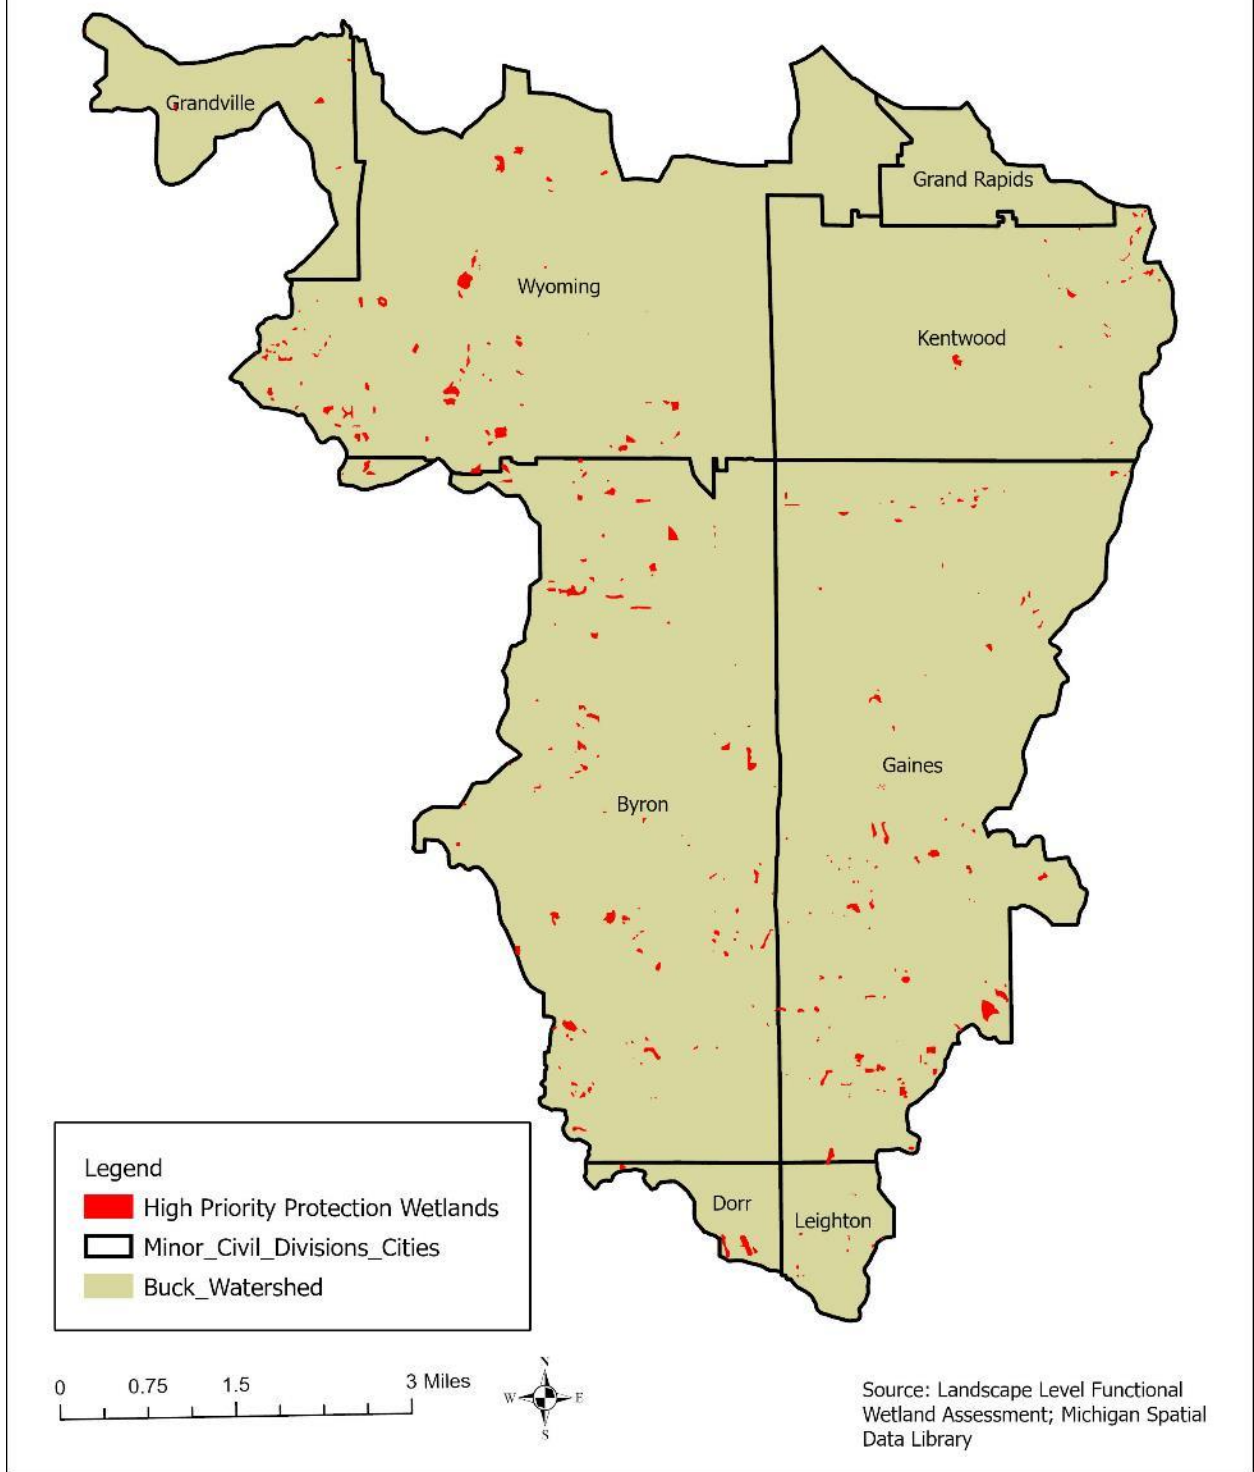 Grandville
Grand Rapids
Wyoming
Kentwood
Gaines
Byron
Dorr
Leighton
Legend
High Priority Protection Wetlands
Minor_Civil_Divisions_Cities
Buck_Watershed
0 0.75 1.5 3 Miles
N
W E
S
Source: Landscape Level Functional
Wetland Assessment; Michigan Spatial
Data Library